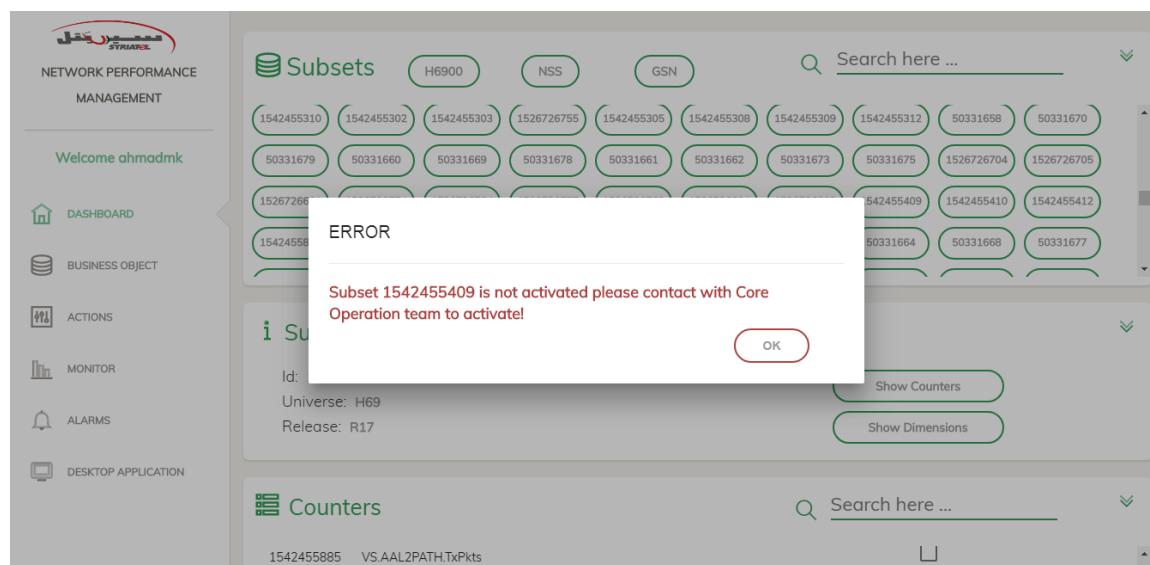 سيريتل
SYRIATEL
NETWORK PERFORMANCE
MANAGEMENT
Welcome ahmadmk
DASHBOARD
BUSINESS OBJECT
ACTIONS
MONITOR
ALARMS
DESKTOP APPLICATION
Subsets H6900 NSS GSN Search here ...
1542455310 1542455302 1542455303 1526726755 1542455305 1542455308 1542455309 1542455312 50331658 50331670
50331679 50331660 50331669 50331678 50331661 50331662 50331673 50331675 1526726704 1526726705
542455409 1542455410 1542455412
50331664 50331668 50331677
ERROR
Subset 1542455409 is not activated please contact with Core
Operation team to activate!
OK
Id:
Universe: H69
Release: R17
Show Counters
Show Dimensions
Counters Search here ...
1542455885 VS.AAL2PATH.TxPkts